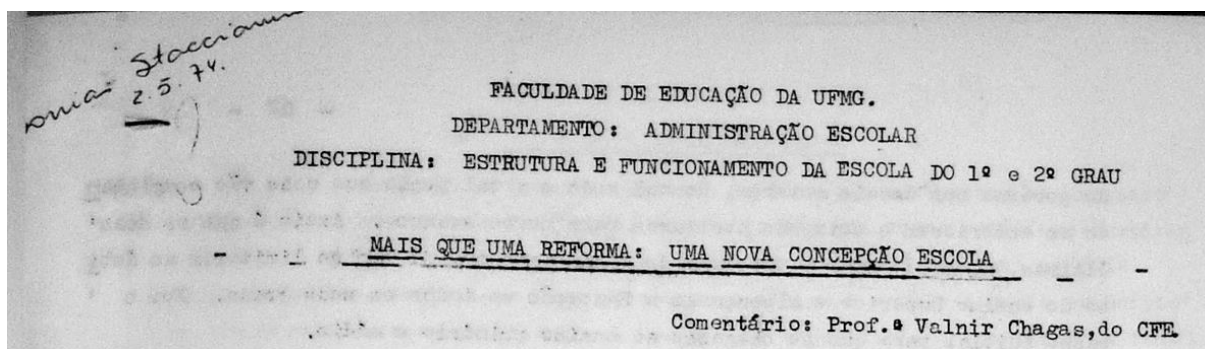 Stacciarini
2.5.74.
FACULDADE DE EDUCAÇÃO DA UFMG.
DEPARTAMENTO: ADMINISTRAÇÃO ESCOLAR
DISCIPLINA: ESTRUTURA E FUNCIONAMENTO DA ESCOLA DO 1º e 2º GRAU
- - MAIS QUE UMA REFORMA: UMA NOVA CONCEPÇÃO ESCOLA - -
Comentário: Prof.ª Valnir Chagas,do CFE.